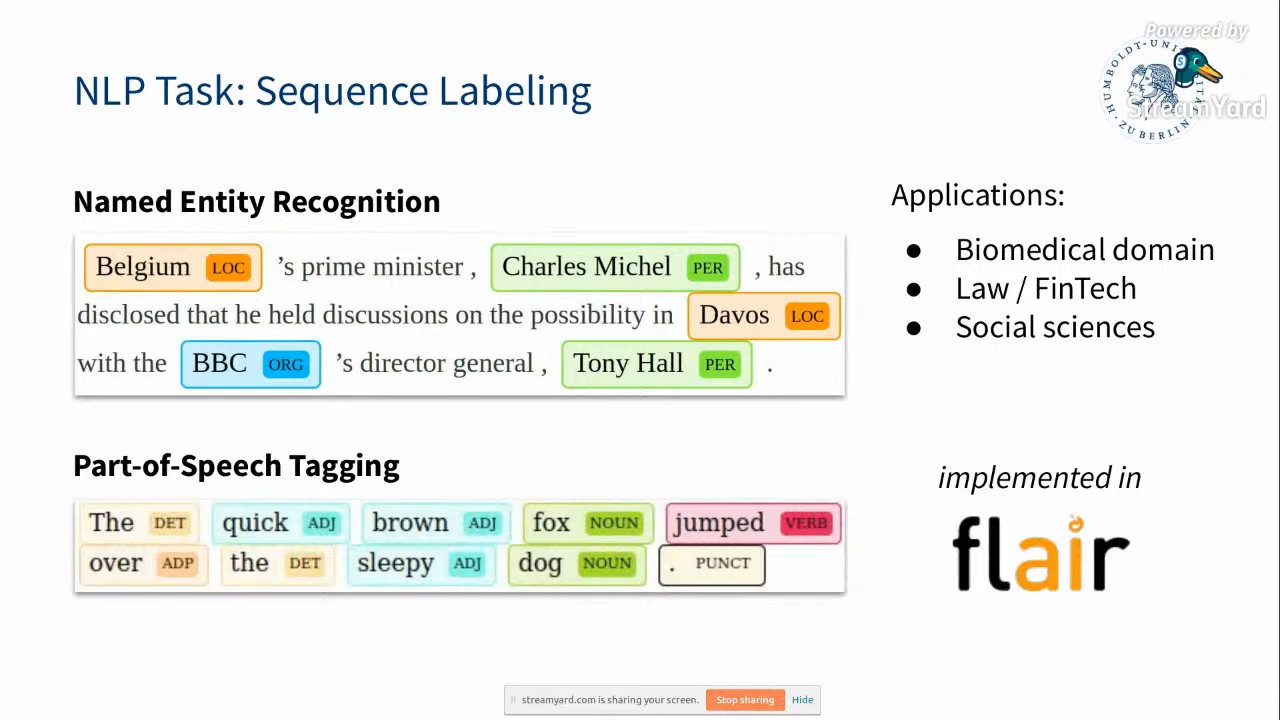 Powered by
StreamYard
HUMBOLDT-UNIVERSITÄT ZU BERLIN
NLP Task: Sequence Labeling
Named Entity Recognition
Belgium LOC 's prime minister , Charles Michel PER , has
disclosed that he held discussions on the possibility in Davos LOC
with the BBC ORG 's director general , Tony Hall PER .
Applications:
● Biomedical domain
● Law / FinTech
● Social sciences
Part-of-Speech Tagging
The DET quick ADJ brown ADJ fox NOUN jumped VERB
over ADP the DET sleepy ADJ dog NOUN . PUNCT
implemented in
flair
streamyard.com is sharing your screen. Stop sharing Hide